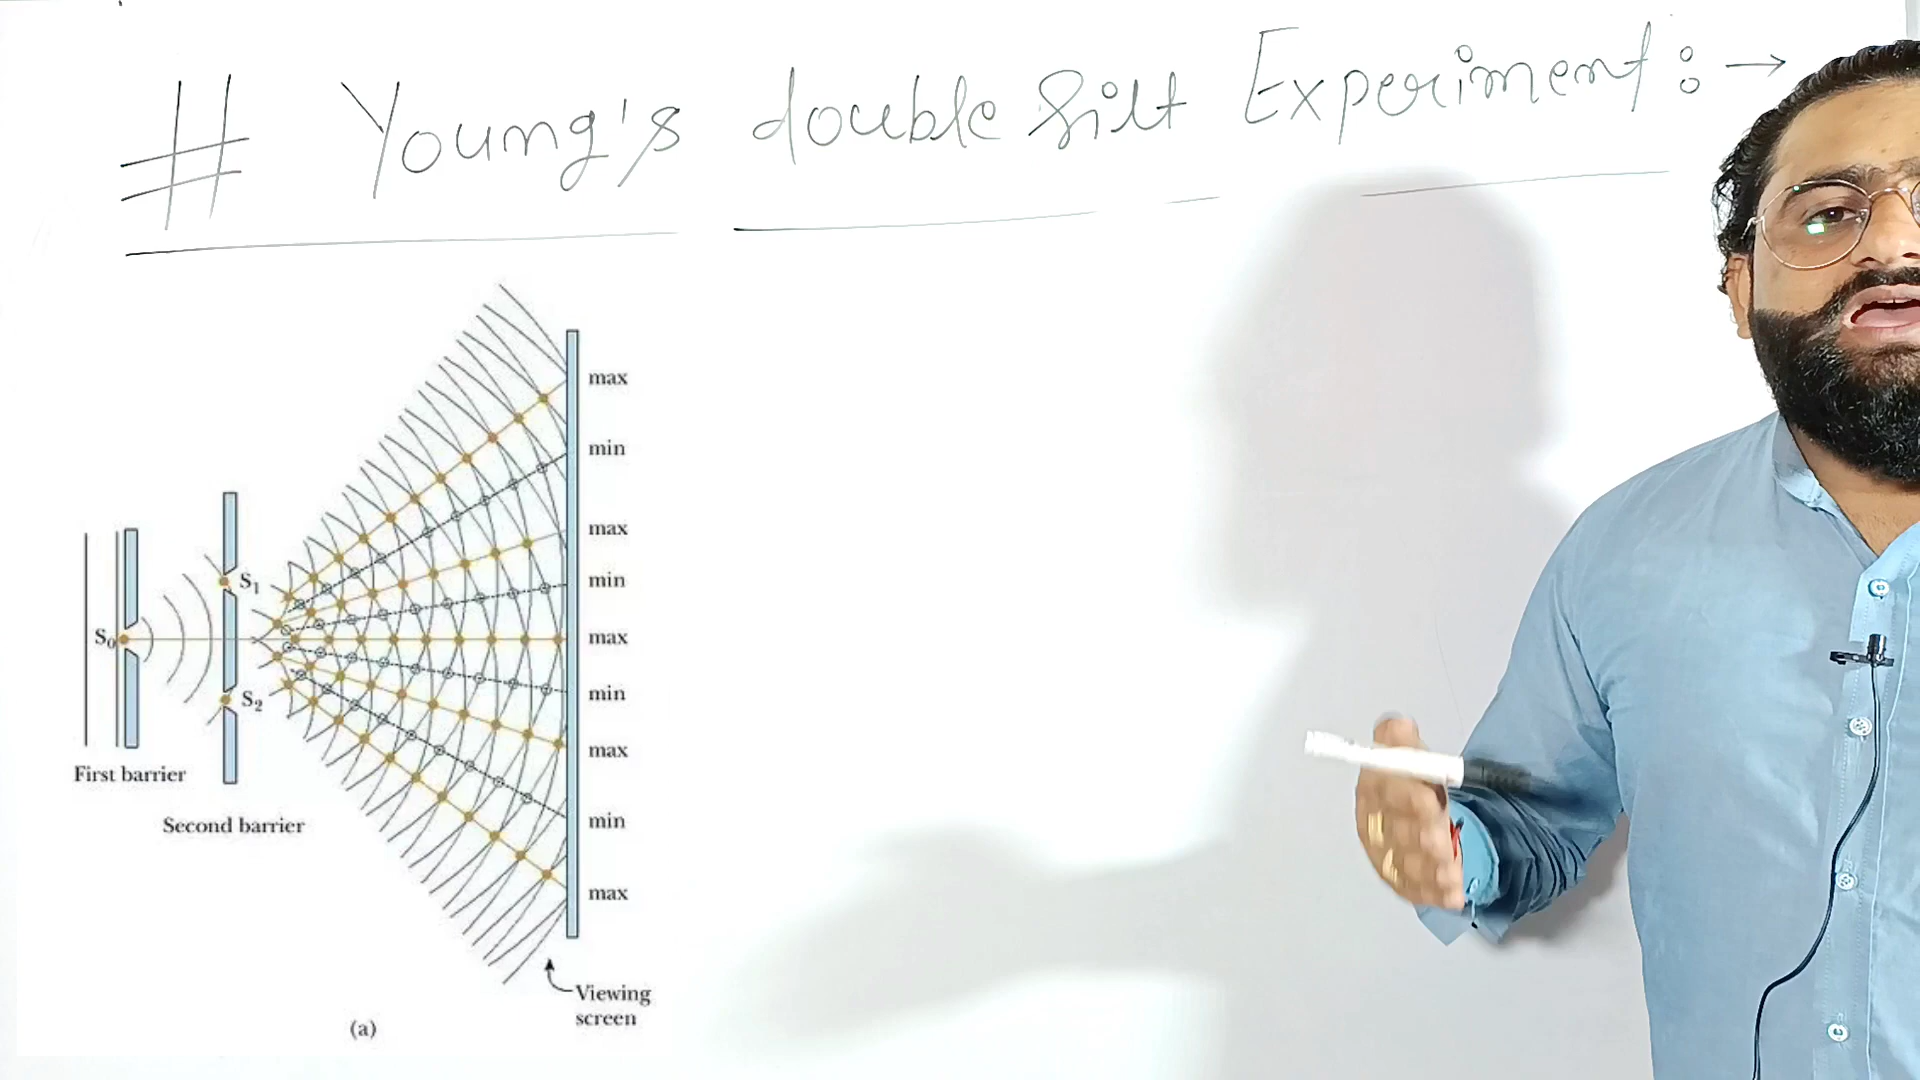 # Young's double Silt Experiment : →
max
min
max
min
max
min
max
min
max
S1
S0
S2
First barrier
Second barrier
Viewing
screen
(a)